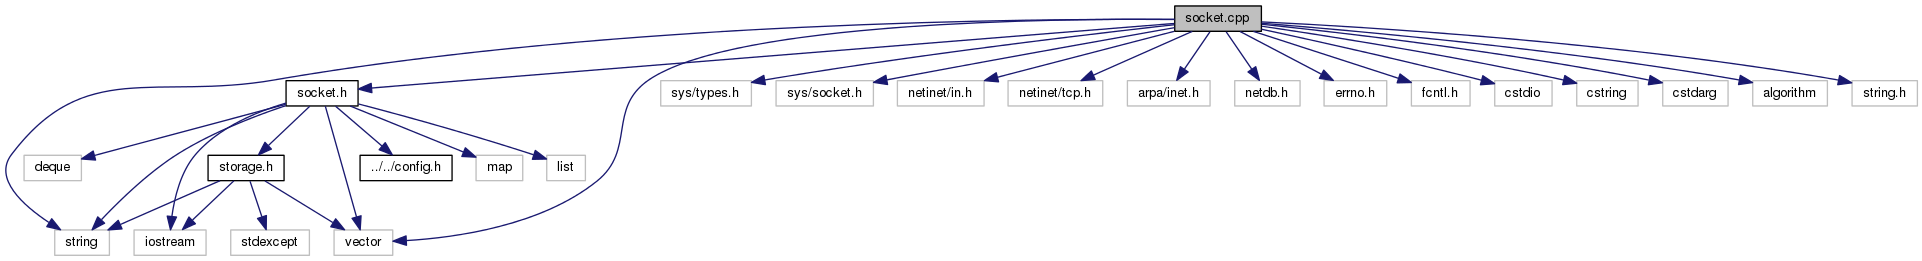 socket.cpp
socket.h
sys/types.h
sys/socket.h
netinet/in.h
netinet/tcp.h
arpa/inet.h
netdb.h
errno.h
fcntl.h
cstdio
cstring
cstdarg
algorithm
string.h
deque
storage.h
../../config.h
map
list
string
iostream
stdexcept
vector